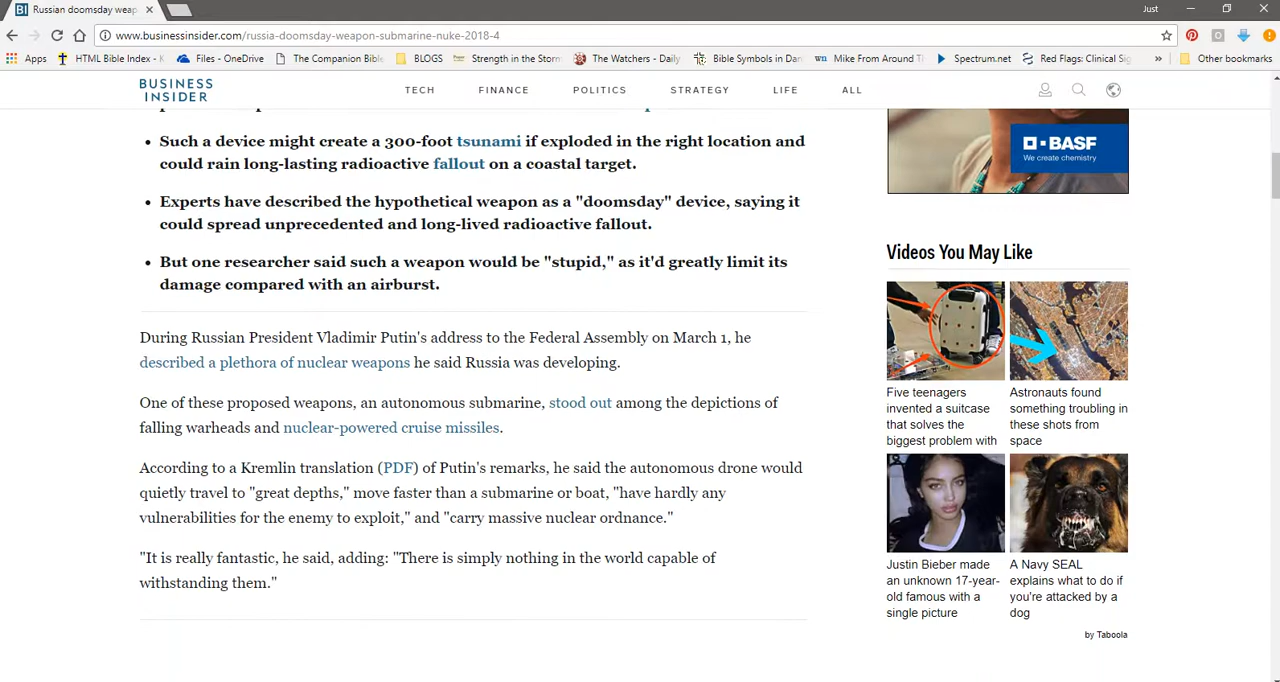 Russian doomsday weap
Just
www.businessinsider.com/russia-doomsday-weapon-submarine-nuke-2018-4
Apps
HTML Bible Index - K
Files - OneDrive
The Companion Bible
BLOGS
Strength in the Storm
The Watchers - Daily
Bible Symbols in Dan
Mike From Around Th
Spectrum.net
Red Flags: Clinical Sig
Other bookmarks
BUSINESS
INSIDER
TECH
FINANCE
POLITICS
STRATEGY
LIFE
ALL
• Such a device might create a 300-foot tsunami if exploded in the right location and
could rain long-lasting radioactive fallout on a coastal target.
• Experts have described the hypothetical weapon as a "doomsday" device, saying it
could spread unprecedented and long-lived radioactive fallout.
• But one researcher said such a weapon would be "stupid," as it'd greatly limit its
damage compared with an airburst.
During Russian President Vladimir Putin's address to the Federal Assembly on March 1, he
described a plethora of nuclear weapons he said Russia was developing.
One of these proposed weapons, an autonomous submarine, stood out among the depictions of
falling warheads and nuclear-powered cruise missiles.
According to a Kremlin translation (PDF) of Putin's remarks, he said the autonomous drone would
quietly travel to "great depths," move faster than a submarine or boat, "have hardly any
vulnerabilities for the enemy to exploit," and "carry massive nuclear ordnance."
"It is really fantastic, he said, adding: "There is simply nothing in the world capable of
withstanding them."
BASF
We create chemistry
Videos You May Like
Five teenagers
invented a suitcase
that solves the
biggest problem with
Astronauts found
something troubling in
these shots from
space
Justin Bieber made
an unknown 17-year-
old famous with a
single picture
A Navy SEAL
explains what to do if
you're attacked by a
dog
by Taboola